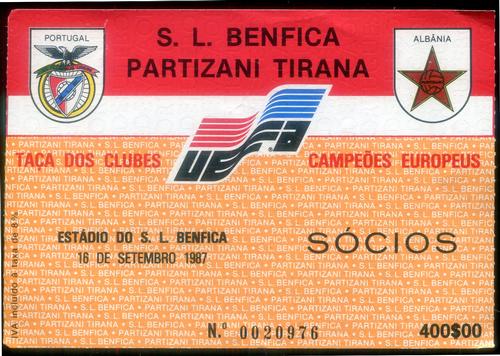 PORTUGAL
S. L. BENFICA
PARTIZANI TIRANA
ALBÂNIA
UEFA
TAÇA DOS CLUBES CAMPEÕES EUROPEUS
ESTÁDIO DO S. L. BENFICA
16 DE SETEMBRO 1987
SÓCIOS
N.º 0020976
400$00